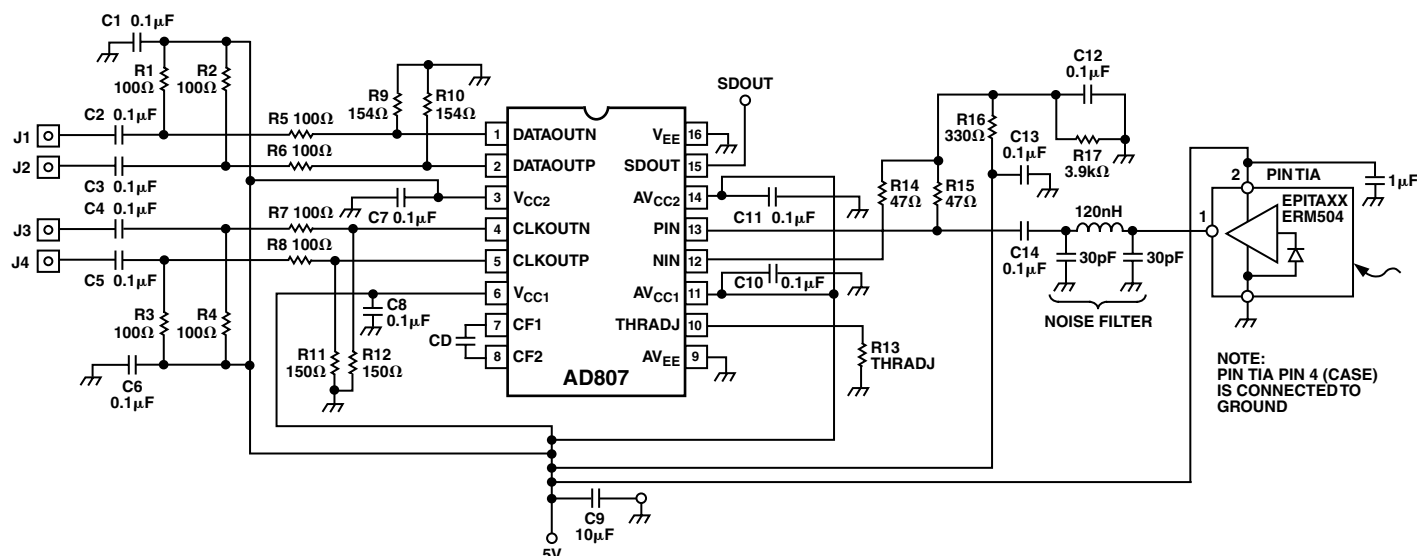 C1 0.1μF
R1
100Ω
R2
100Ω
C2 0.1μF
J1
J2
C3
0.1μF
C4
0.1μF
J3
J4
C5 0.1μF
R3
100Ω
R4
100Ω
C6
0.1μF
R5 100Ω
R6 100Ω
R7 100Ω
R8 100Ω
R9
154Ω
R10
154Ω
C7 0.1μF
C8
0.1μF
CD
R11
150Ω
R12
150Ω
1 DATAOUTN
2 DATAOUTP
3 VCC2
4 CLKOUTN
5 CLKOUTP
6 VCC1
7 CF1
8 CF2
VEE 16
SDOUT 15
AVCC2 14
PIN 13
NIN 12
AVCC1 11
THRADJ 10
AVEE 9
AD807
SDOUT
C11 0.1μF
C10 0.1μF
R13
THRADJ
R14
47Ω
R15
47Ω
R16
330Ω
C13
0.1μF
C12
0.1μF
R17
3.9kΩ
C14
0.1μF
120nH
30pF
30pF
NOISE FILTER
2 PIN TIA
1
EPITAXX
ERM504
1μF
NOTE:
PIN TIA PIN 4 (CASE)
IS CONNECTED TO
GROUND
C9
10μF
5V